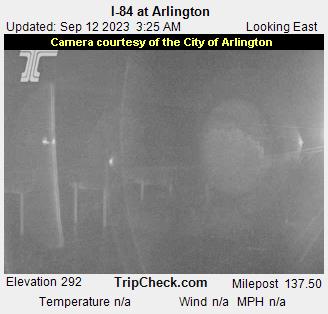 I-84 at Arlington
Updated: Sep 12 2023 3:25 AM Looking East
Camera courtesy of the City of Arlington
Elevation 292 TripCheck.com Milepost 137.50
Temperature n/a Wind n/a MPH n/a